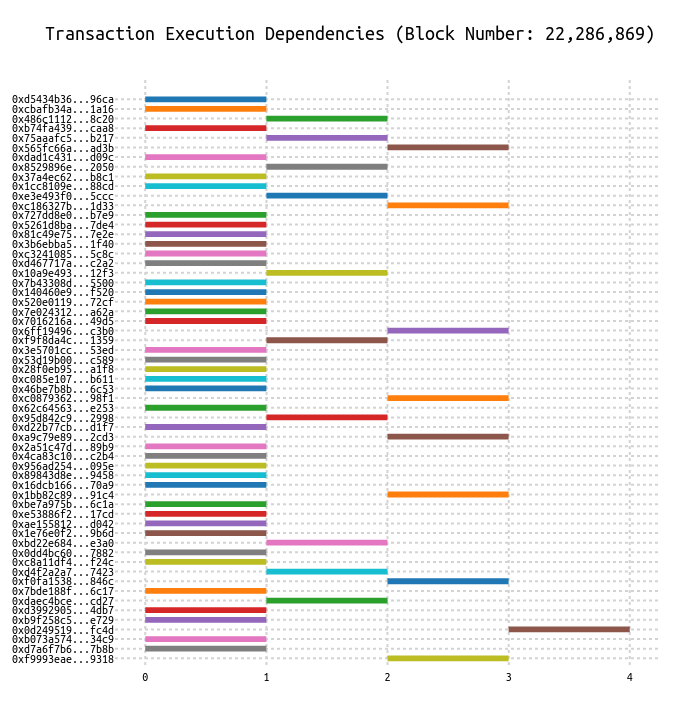 Transaction Execution Dependencies (Block Number: 22,286,869)
0xd5434b36...96ca
0xcbafb34a...1a16
0x486c1112...8c20
0xb74fa439...caa8
0x75aaafc5...b217
0x565fc66a...ad3b
0xdad1c431...d09c
0x8529896e...2050
0x37a4ec62...b8c1
0x1cc8109e...88cd
0xe3e493f0...5ccc
0xc186327b...1d33
0x727dd8e0...b7e9
0x5261d8ba...7de4
0x81c49e75...7e2e
0x3b6ebba5...1f40
0xc3241085...5c8c
0xd467717a...c2a2
0x10a9e493...12f3
0x7b43308d...5500
0x140460e9...f520
0x520e0119...72cf
0x7e024312...a62a
0x7016216a...49d5
0x6ff19496...c3b0
0xf9f8da4c...1359
0x3e5701cc...53ed
0x53d19b00...c589
0x28f0eb95...a1f8
0xc085e107...b611
0x46be7b8b...6c53
0xc0879362...98f1
0x62c64563...e253
0x95d842c9...2998
0xd22b77cb...d1f7
0xa9c79e89...2cd3
0x2a51c47d...89b9
0x4ca83c10...c2b4
0x956ad254...095e
0x89843d8e...9458
0x16dcb166...70a9
0x1bb82c89...91c4
0xbe7a975b...6c1a
0xe53886f2...17cd
0xae155812...d042
0x1e76e0f2...9b6d
0xbd22e684...e3a0
0x0dd4bc60...7882
0xc8a11df4...f24c
0xd4f2a2a7...7423
0xf0fa1538...846c
0x7bde188f...6c17
0xdaec4bce...cd27
0xd3992905...4db7
0xb9f258c5...e729
0x0d249519...fc4d
0xb073a574...34c9
0xd7a6f7b6...7b8b
0xf9993eae...9318
0 1 2 3 4